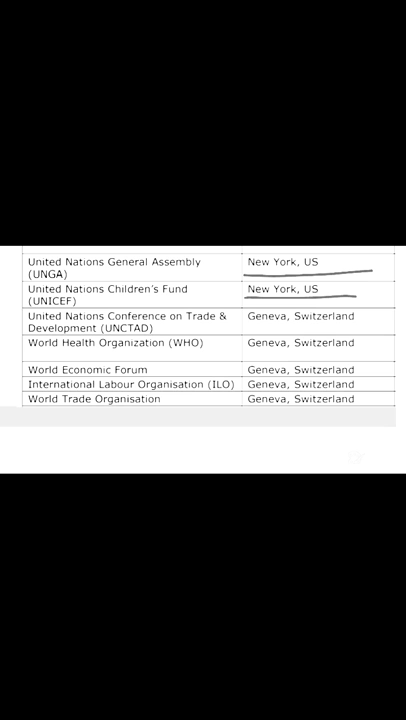 United Nations General Assembly New York, US
(UNGA)
United Nations Children's Fund New York, US
(UNICEF)
United Nations Conference on Trade & Geneva, Switzerland
Development (UNCTAD)
World Health Organization (WHO) Geneva, Switzerland
World Economic Forum Geneva, Switzerland
International Labour Organisation (ILO) Geneva, Switzerland
World Trade Organisation Geneva, Switzerland